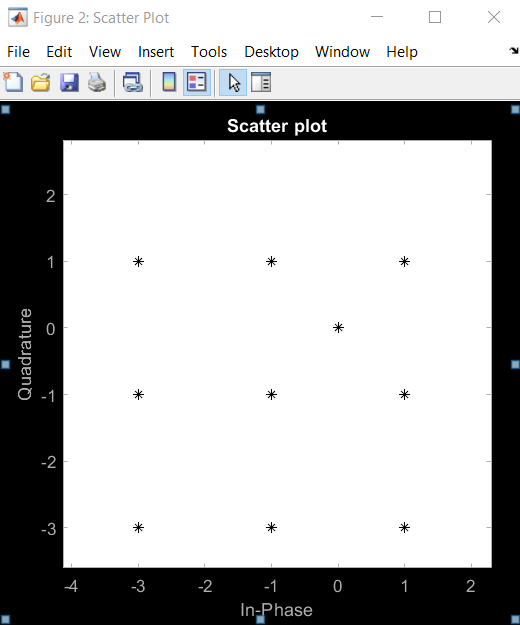 Figure 2: Scatter Plot
File Edit View Insert Tools Desktop Window Help
Scatter plot
2
1
0
-1
-2
-3
Quadrature
-4 -3 -2 -1 0 1 2
In-Phase